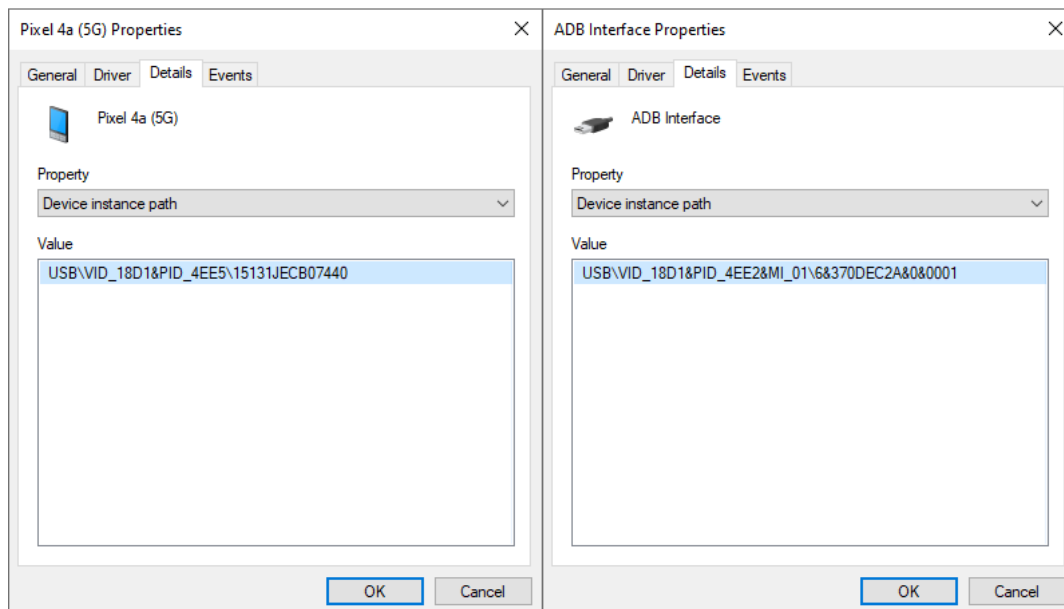 Pixel 4a (5G) Properties
General Driver Details Events
Pixel 4a (5G)
Property
Device instance path
Value
USB\VID_18D1&PID_4EE5\15131JECB07440
OK Cancel
ADB Interface Properties
General Driver Details Events
ADB Interface
Property
Device instance path
Value
USB\VID_18D1&PID_4EE2&MI_01\6&370DEC2A&0&0001
OK Cancel